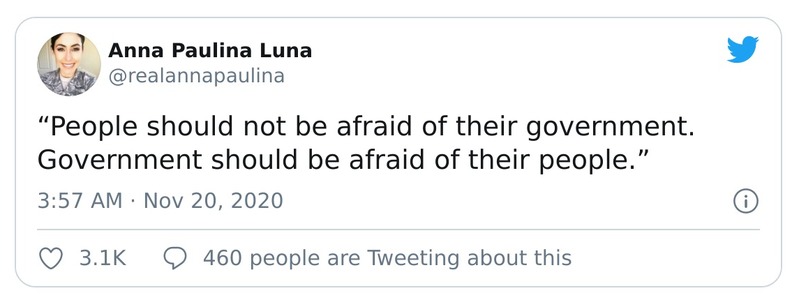 Anna Paulina Luna
@realannapaulina
“People should not be afraid of their government.
Government should be afraid of their people.”
3:57 AM · Nov 20, 2020
3.1K 460 people are Tweeting about this